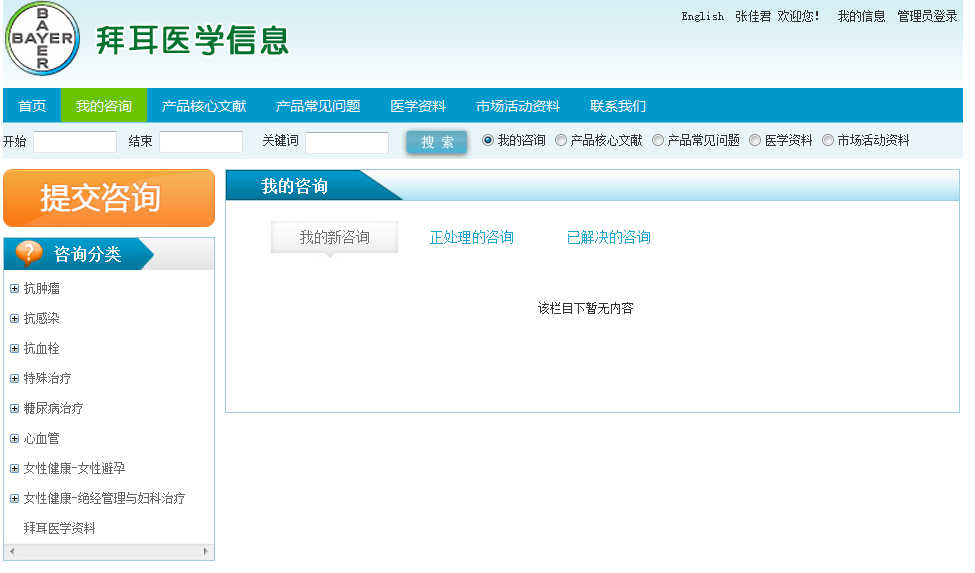 BAYER
BAYER
拜耳医学信息
English 张佳君 欢迎您! 我的信息 管理员登录
首页 我的咨询 产品核心文献 产品常见问题 医学资料 市场活动资料 联系我们
开始 结束 关键词 搜 索 我的咨询 产品核心文献 产品常见问题 医学资料 市场活动资料
提交咨询
我的咨询
我的新咨询 正处理的咨询 已解决的咨询
该栏目下暂无内容
咨询分类
抗肿瘤
抗感染
抗血栓
特殊治疗
糖尿病治疗
心血管
女性健康-女性避孕
女性健康-绝经管理与妇科治疗
拜耳医学资料